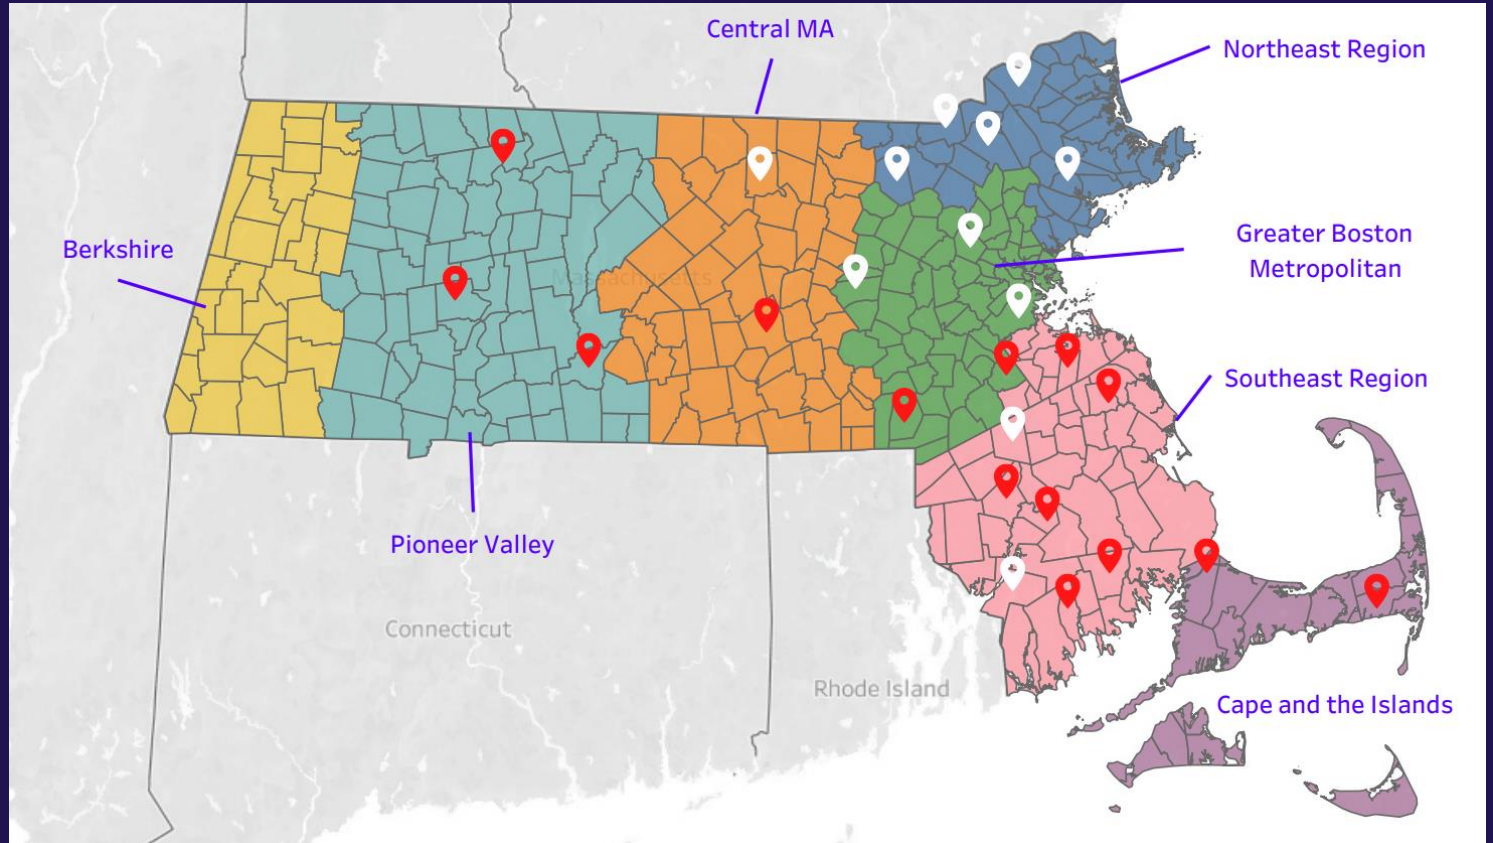 Central MA
Northeast Region
Berkshire
Greater Boston
Metropolitan
Massachusetts
Southeast Region
Pioneer Valley
Connecticut
Rhode Island
Cape and the Islands